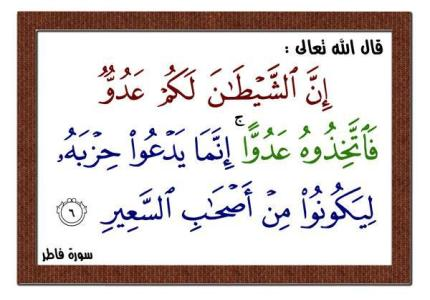 قال الله تعالى :
إِنَّ ٱلشَّيْطَٰنَ لَكُمْ عَدُوٌّ
فَٱتَّخِذُوهُ عَدُوًّا ۚ إِنَّمَا يَدْعُوا۟ حِزْبَهُۥ
لِيَكُونُوا۟ مِنْ أَصْحَٰبِ ٱلسَّعِيرِ ٦
سورة فاطر